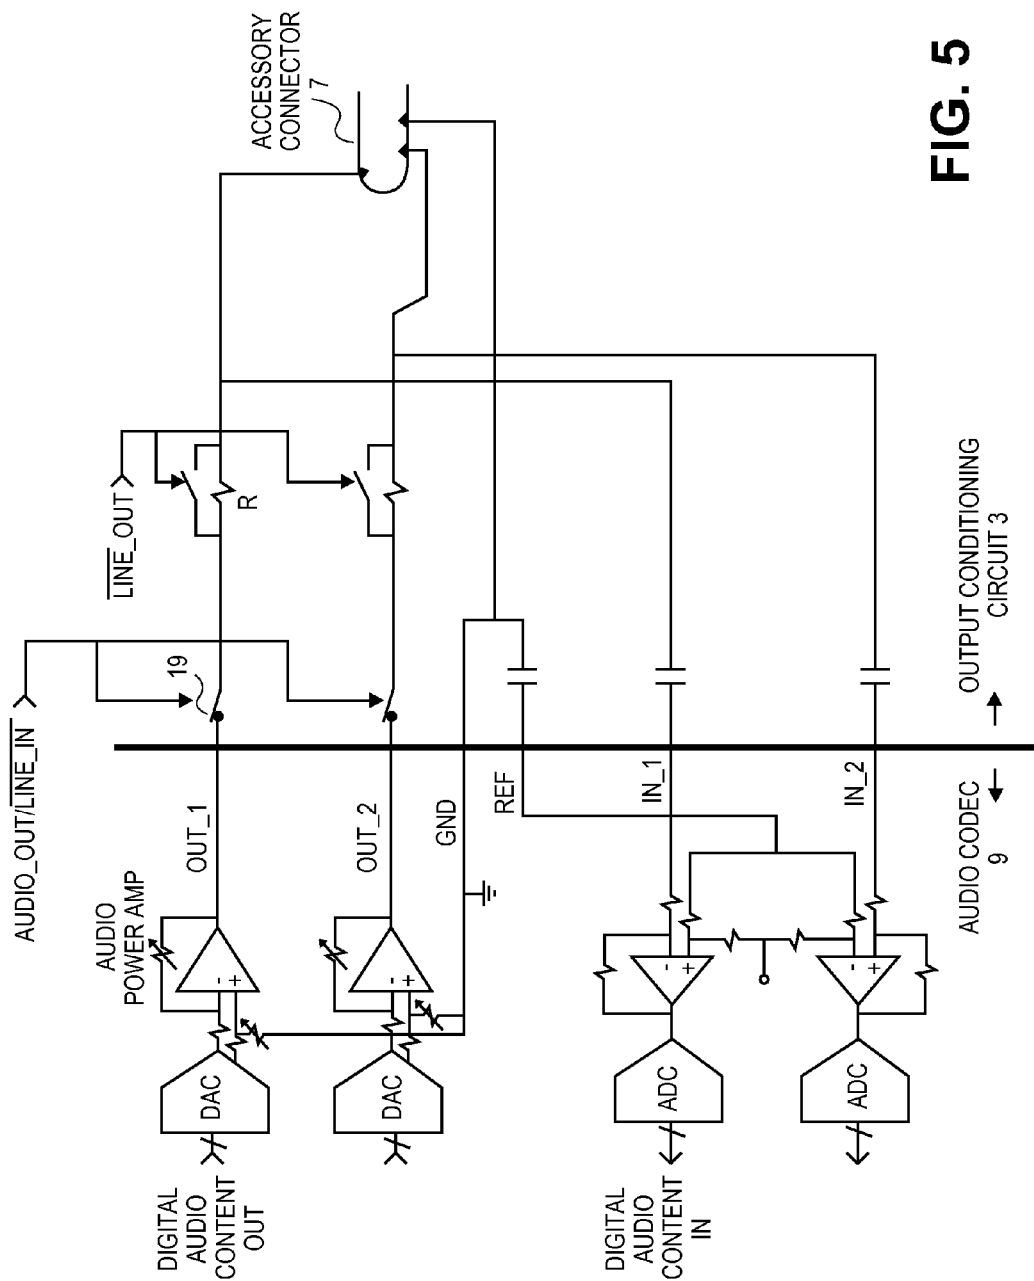 AUDIO_OUT/LINE_IN
LINE_OUT
ACCESSORY
CONNECTOR
7
19
R
AUDIO
POWER AMP
OUT_1
OUT_2
GND
REF
IN_1
IN_2
-
+
-
+
-
+
-
+
DAC
DAC
ADC
ADC
DIGITAL
AUDIO
CONTENT
OUT
DIGITAL
AUDIO
CONTENT
IN
AUDIO CODEC
9
OUTPUT CONDITIONING
CIRCUIT 3
FIG. 5